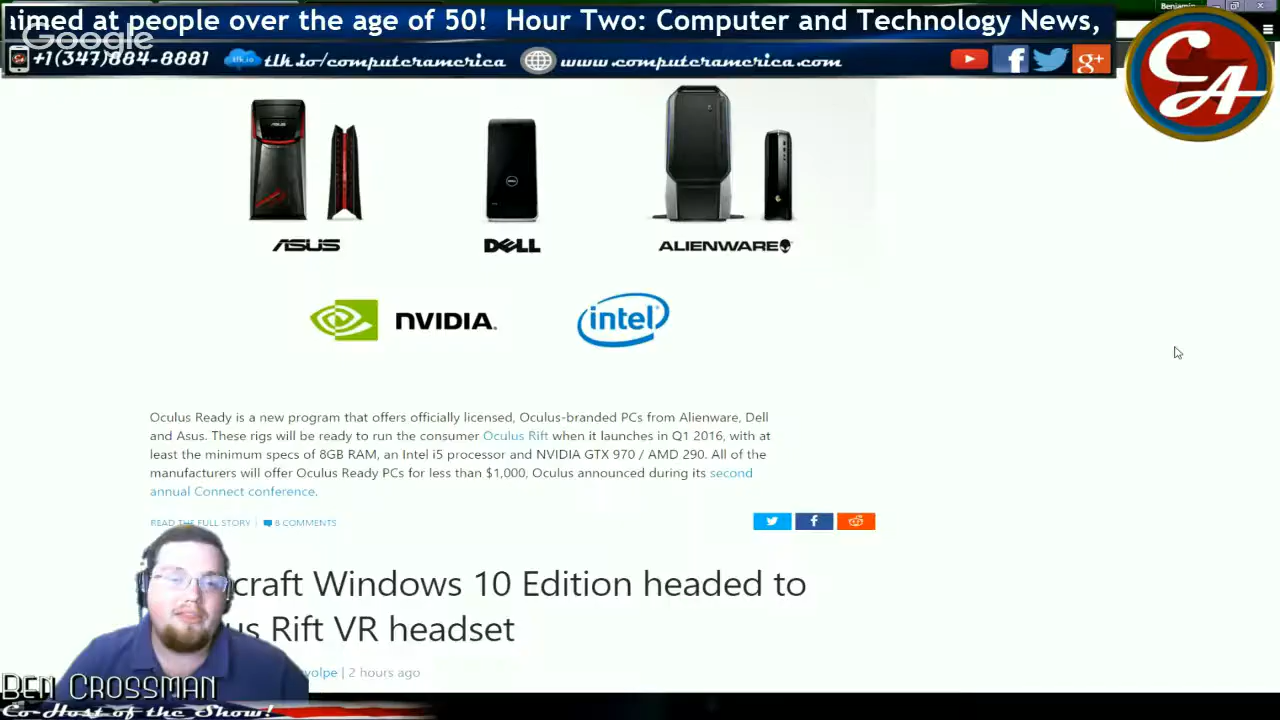 aimed at people over the age of 50!  Hour Two: Computer and Technology News,
Benjamin
Google
+1(347)884-8881
tlk.io
tlk.io/computeramerica
www.computeramerica.com
f
g+
CA
ASUS
DELL
ALIENWARE
NVIDIA.
intel
Oculus Ready is a new program that offers officially licensed, Oculus-branded PCs from Alienware, Dell
and Asus. These rigs will be ready to run the consumer Oculus Rift when it launches in Q1 2016, with at
least the minimum specs of 8GB RAM, an Intel i5 processor and NVIDIA GTX 970 / AMD 290. All of the
manufacturers will offer Oculus Ready PCs for less than $1,000, Oculus announced during its second
annual Connect conference.
READ THE FULL STORY | 8 COMMENTS
f
craft Windows 10 Edition headed to
us Rift VR headset
volpe | 2 hours ago
BEN CROSSMAN
Co-Host of the Show!